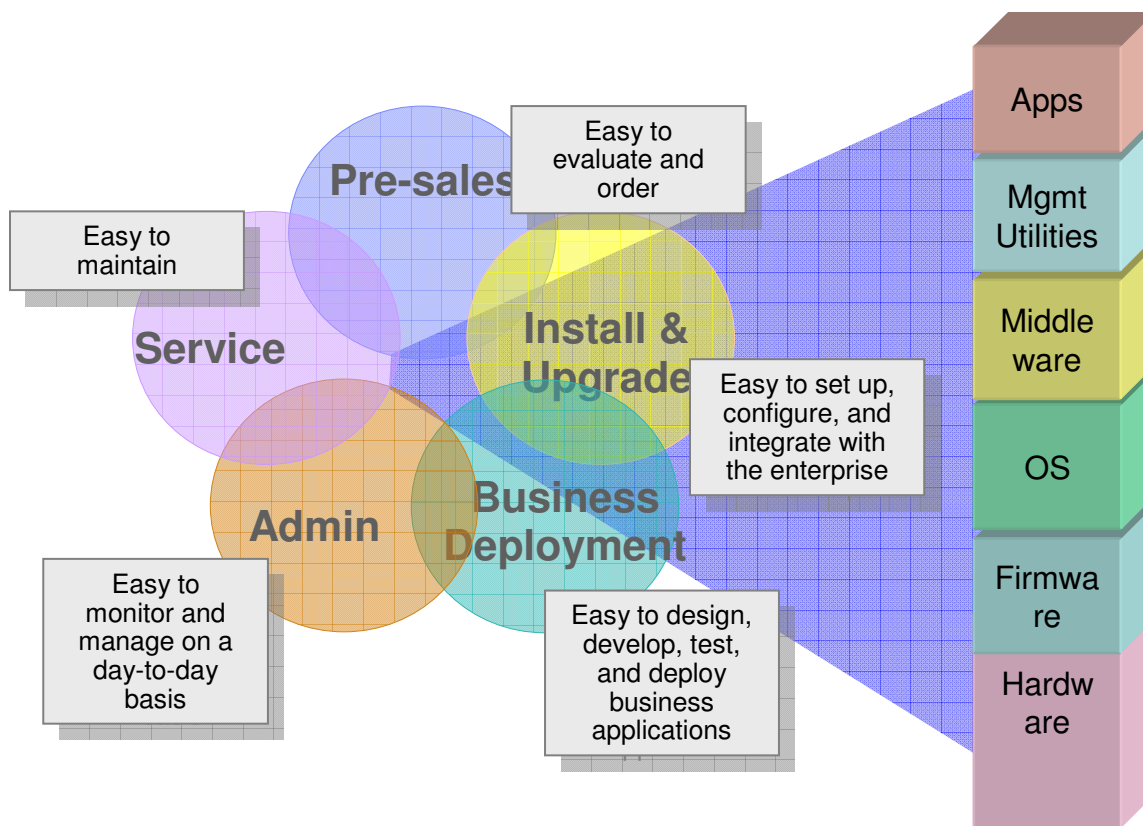 Pre-sales
Easy to
evaluate and
order
Easy to
maintain
Service
Install &
Upgrade
Easy to set up,
configure, and
integrate with
the enterprise
Admin
Business
Deployment
Easy to
monitor and
manage on a
day-to-day
basis
Easy to design,
develop, test,
and deploy
business
applications
Apps
Mgmt
Utilities
Middle
ware
OS
Firmwa
re
Hardw
are